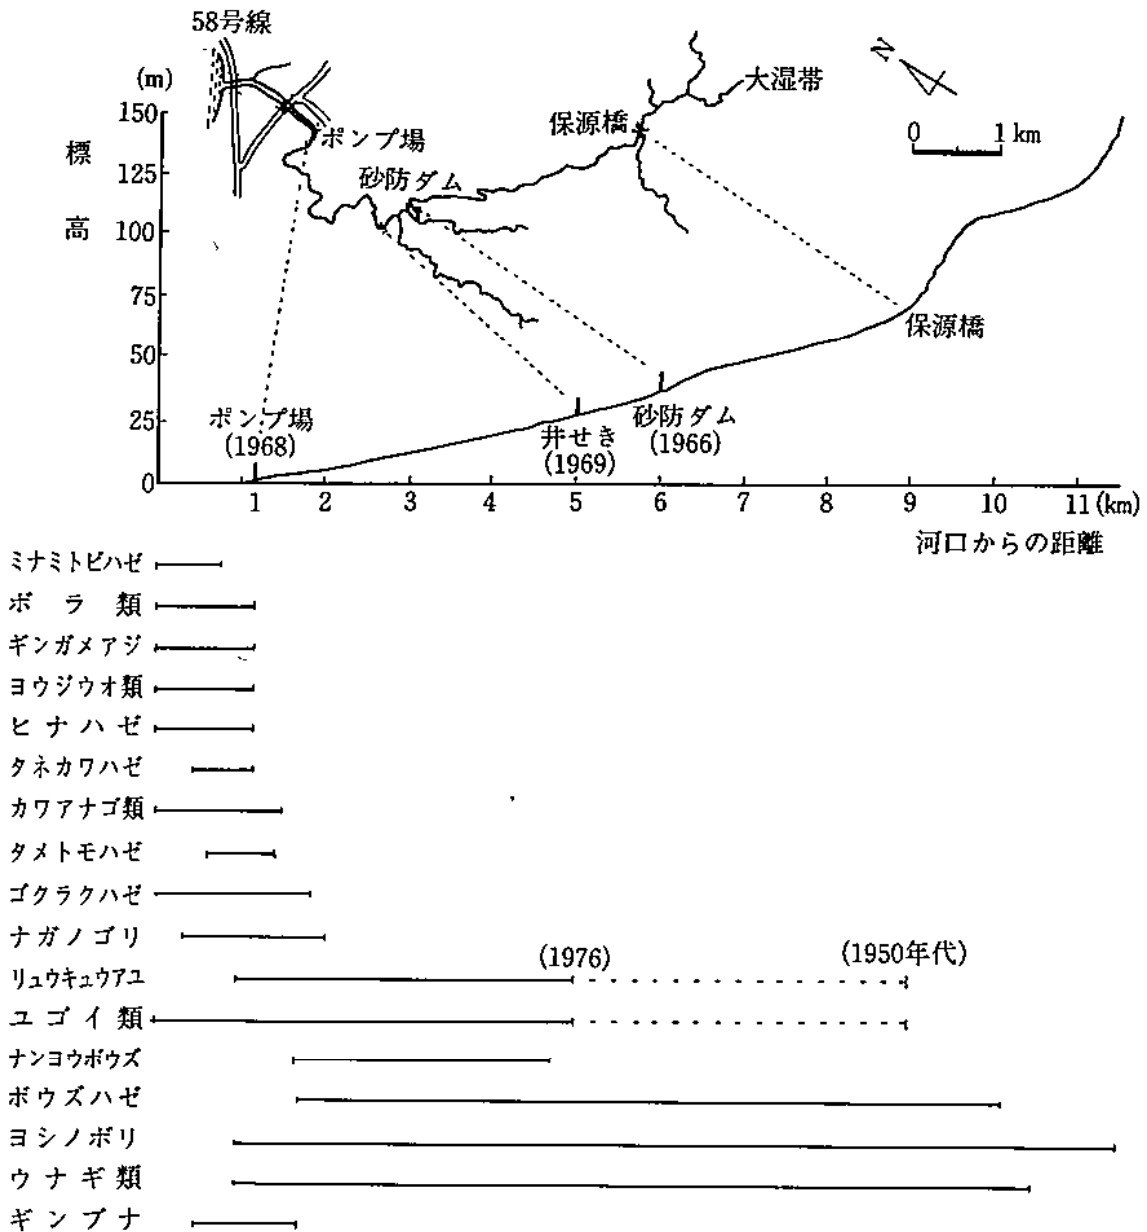 58号線
(m)
150
125
100
75
50
25
0
標
高
ポンプ場
砂防ダム
保源橋
大湿帯
N
0 1 km
保源橋
ポンプ場
(1968)
井せき
(1969)
砂防ダム
(1966)
1 2 3 4 5 6 7 8 9 10 11 (km)
河口からの距離
ミナミトビハゼ
ボラ類
ギンガメアジ
ヨウジウオ類
ヒナハゼ
タネカワハゼ
カワアナゴ類
タメトモハゼ
ゴクラクハゼ
ナガノゴリ
(1976) (1950年代)
リュウキュウアユ
ユゴイ類
ナンヨウボウズ
ボウズハゼ
ヨシノボリ
ウナギ類
ギンブナ